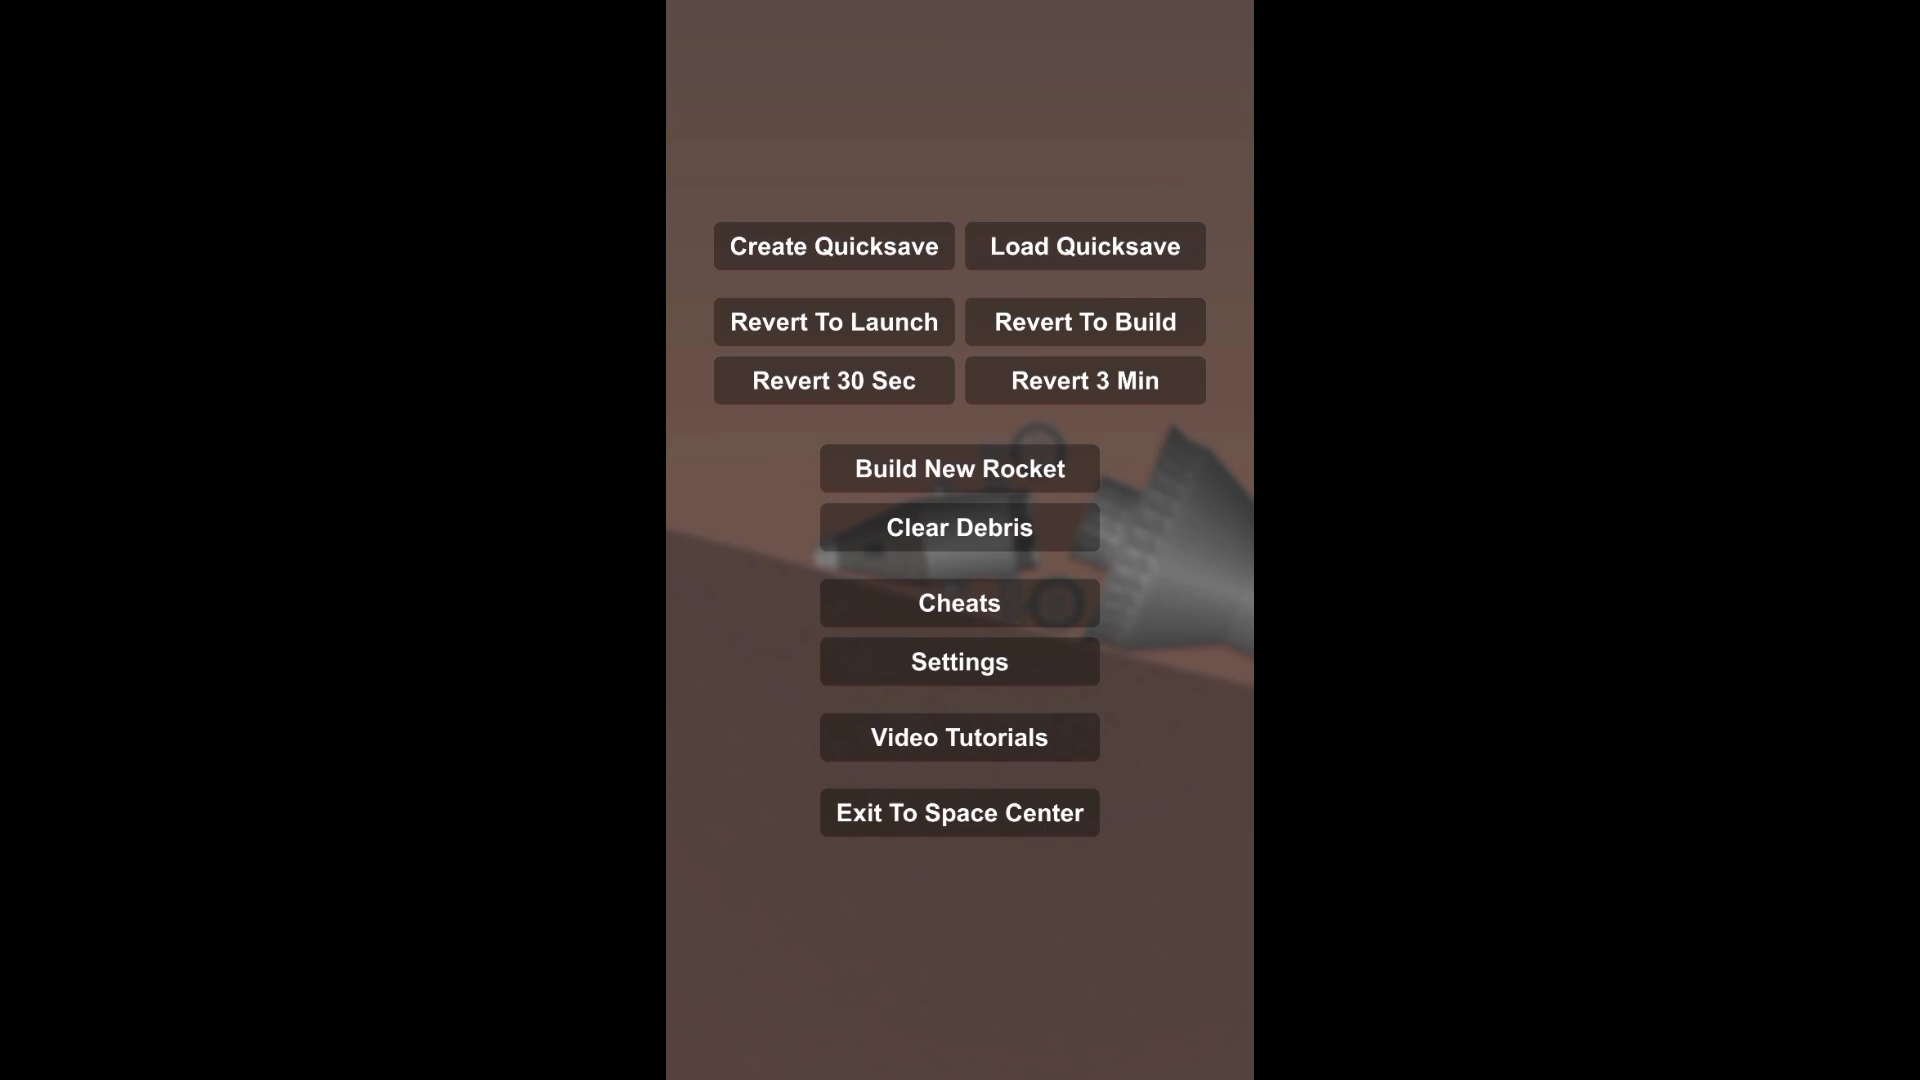 Create Quicksave
Load Quicksave
Revert To Launch
Revert To Build
Revert 30 Sec
Revert 3 Min
Build New Rocket
Clear Debris
Cheats
Settings
Video Tutorials
Exit To Space Center